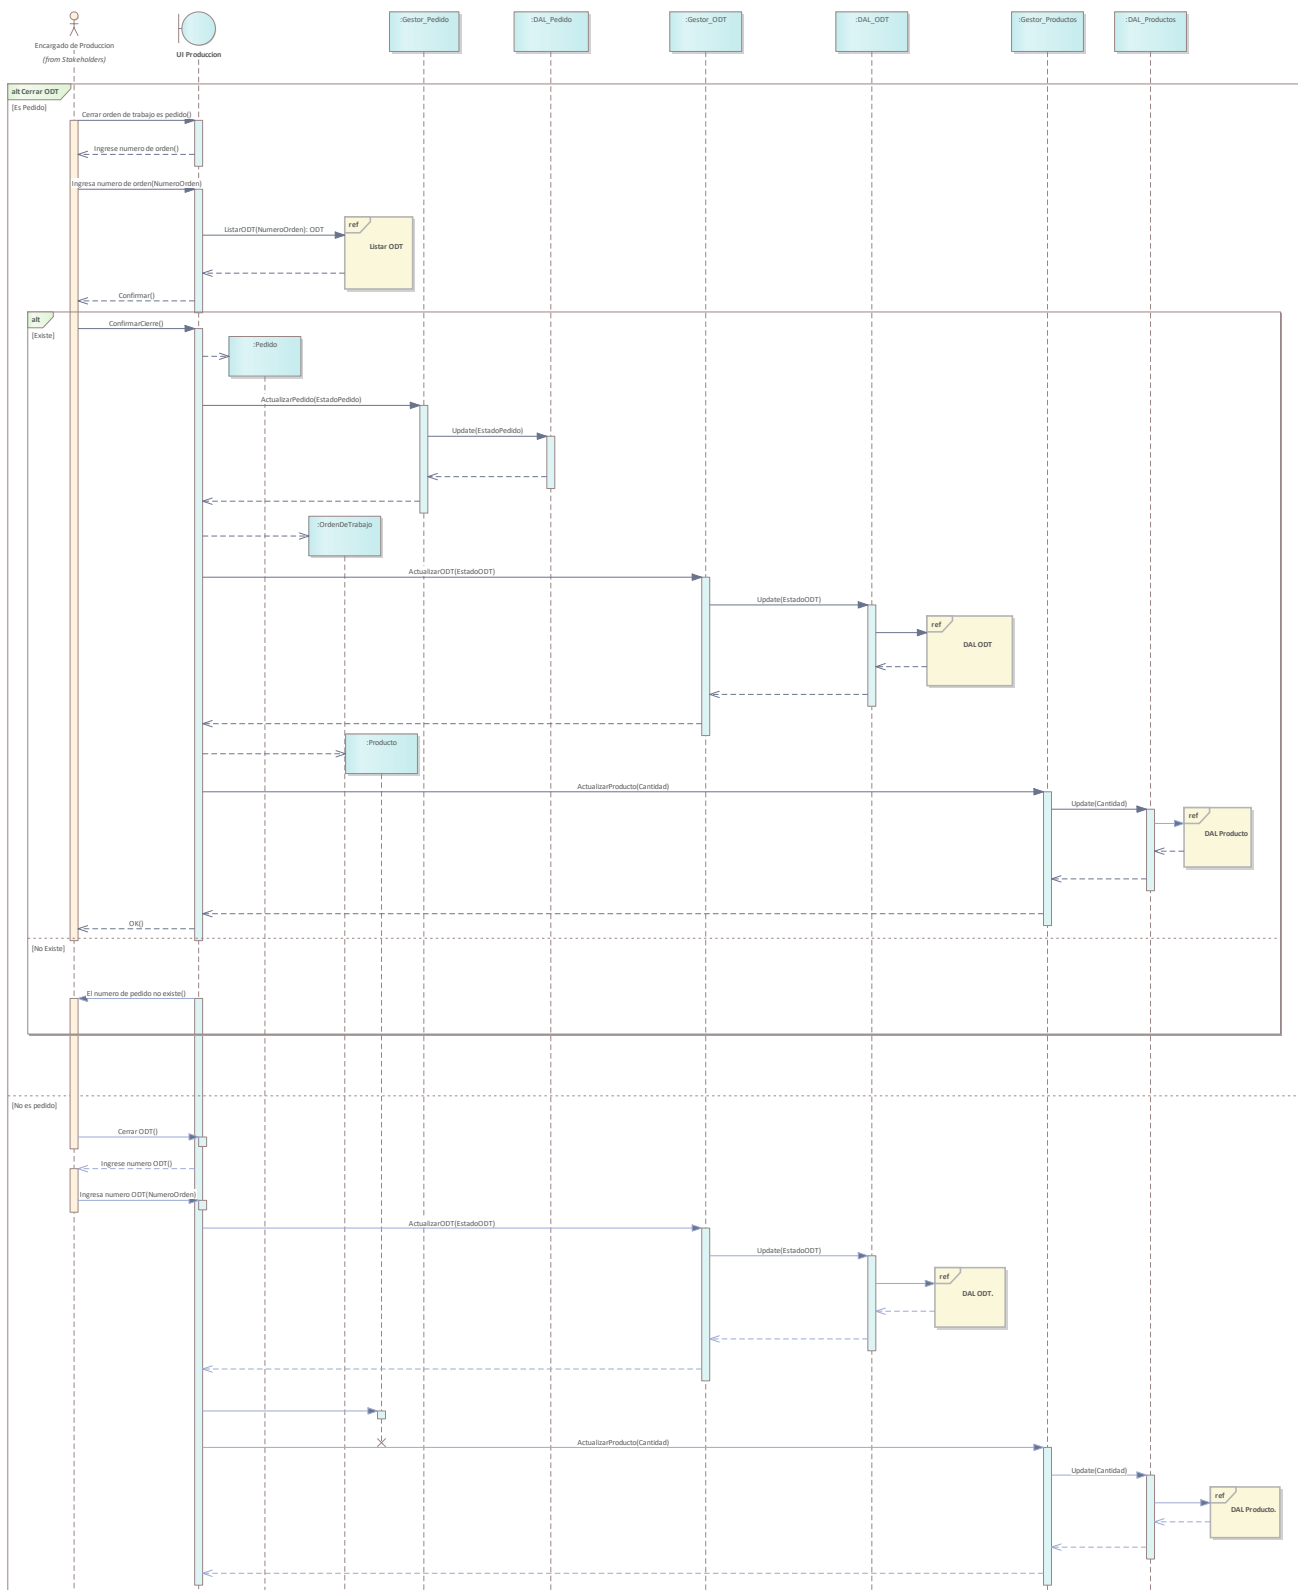 Encargado de Produccion
(from Stakeholders)
UI Produccion
:Gestor_Pedido
:DAL_Pedido
:Gestor_ODT
:DAL_ODT
:Gestor_Productos
:DAL_Productos
alt Cerrar ODT
[Es Pedido]
Cerrar orden de trabajo es pedido()
Ingrese numero de orden()
Ingresa numero de orden(NumeroOrden)
ref
ListarODT(NumeroOrden): ODT
Listar ODT
Confirmar()
alt
[Existe]
ConfirmarCierre()
:Pedido
ActualizarPedido(EstadoPedido)
Update(EstadoPedido)
:OrdenDeTrabajo
ActualizarODT(EstadoODT)
Update(EstadoODT)
ref
DAL ODT
:Producto
ActualizarProducto(Cantidad)
Update(Cantidad)
ref
DAL Producto
OK()
[No Existe]
El numero de pedido no existe()
[No es pedido]
Cerrar ODT()
Ingrese numero ODT()
Ingresa numero ODT(NumeroOrden)
ActualizarODT(EstadoODT)
Update(EstadoODT)
ref
DAL ODT.
ActualizarProducto(Cantidad)
Update(Cantidad)
ref
DAL Producto.